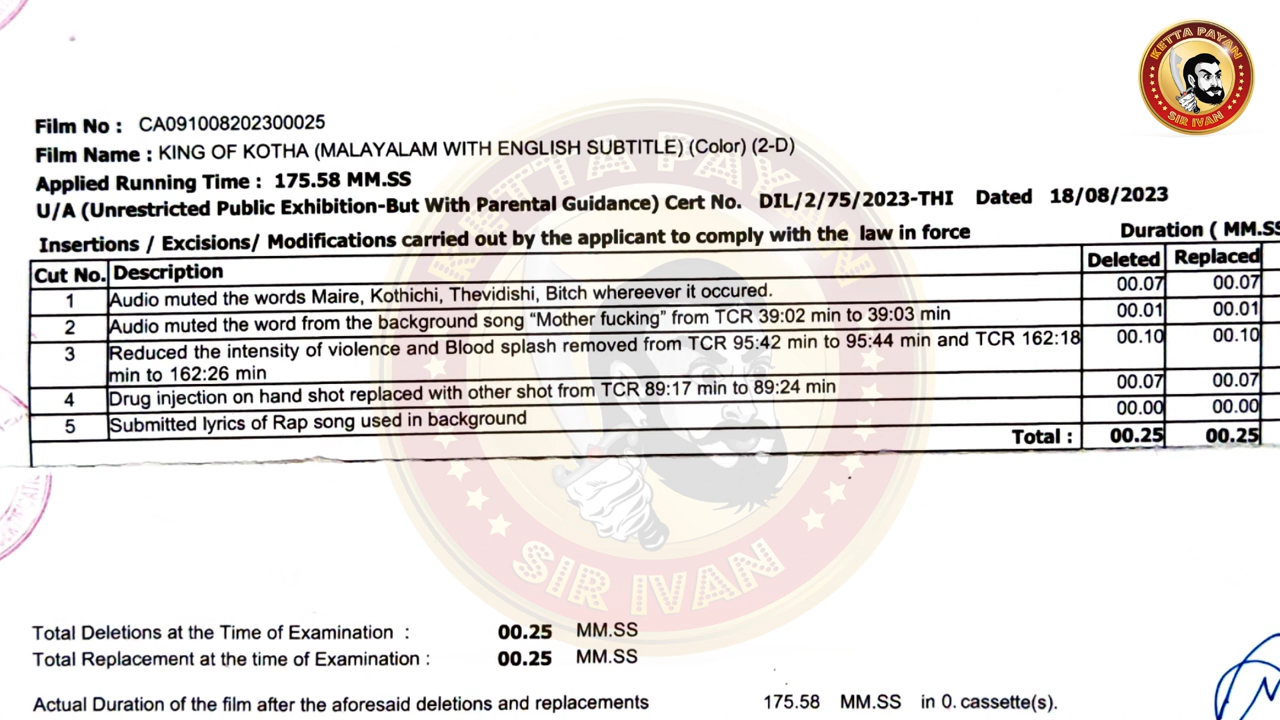 KETTA PAYAN
SIR IVAN
Film No : CA091008202300025
Film Name : KING OF KOTHA (MALAYALAM WITH ENGLISH SUBTITLE) (Color) (2-D)
Applied Running Time : 175.58 MM.SS
U/A (Unrestricted Public Exhibition-But With Parental Guidance) Cert No. DIL/2/75/2023-THI Dated 18/08/2023
Insertions / Excisions/ Modifications carried out by the applicant to comply with the law in force Duration ( MM.SS
Cut No. Description Deleted Replaced
1 Audio muted the words Maire, Kothichi, Thevidishi, Bitch whereever it occured. 00.07 00.07
2 Audio muted the word from the background song “Mother fucking” from TCR 39:02 min to 39:03 min 00.01 00.01
3 Reduced the intensity of violence and Blood splash removed from TCR 95:42 min to 95:44 min and TCR 162:18 00.10 00.10
min to 162:26 min
4 Drug injection on hand shot replaced with other shot from TCR 89:17 min to 89:24 min 00.07 00.07
5 Submitted lyrics of Rap song used in background 00.00 00.00
Total : 00.25 00.25
KETTA PAYAN
SIR IVAN
Total Deletions at the Time of Examination : 00.25 MM.SS
Total Replacement at the time of Examination : 00.25 MM.SS
Actual Duration of the film after the aforesaid deletions and replacements 175.58 MM.SS in 0. cassette(s).